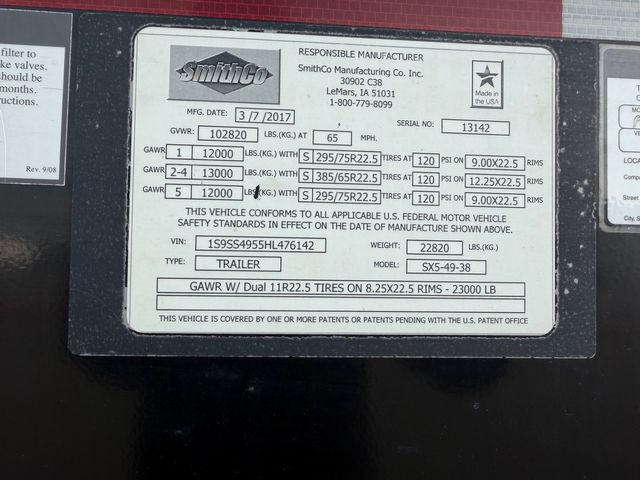 filter to
ke valves.
should be
months.
ructions.
Rev. 9/08
SmithCo
RESPONSIBLE MANUFACTURER
SmithCo Manufacturing Co. Inc.
30902 C38
LeMars, IA 51031
1-800-779-8099
Made in
the USA
MFG. DATE: 3/7/2017
SERIAL NO: 13142
GVWR: 102820 LBS.(KG.) AT 65 MPH.
GAWR 1 12000 LBS.(KG.) WITH S 295/75R22.5 TIRES AT 120 PSI ON 9.00X22.5 RIMS
GAWR 2-4 13000 LBS.(KG.) WITH S 385/65R22.5 TIRES AT 120 PSI ON 12.25X22.5 RIMS
GAWR 5 12000 LBS.(KG.) WITH S 295/75R22.5 TIRES AT 120 PSI ON 9.00X22.5 RIMS
THIS VEHICLE CONFORMS TO ALL APPLICABLE U.S. FEDERAL MOTOR VEHICLE
SAFETY STANDARDS IN EFFECT ON THE DATE OF MANUFACTURE SHOWN ABOVE.
VIN: 1S9SS4955HL476142 WEIGHT: 22820 LBS.(KG.)
TYPE: TRAILER MODEL: SX5-49-38
GAWR W/ Dual 11R22.5 TIRES ON 8.25X22.5 RIMS - 23000 LB
THIS VEHICLE IS COVERED BY ONE OR MORE PATENTS OR PATENTS PENDING WITH THE U.S. PATENT OFFICE
LOCA
Compa
Street
City, S